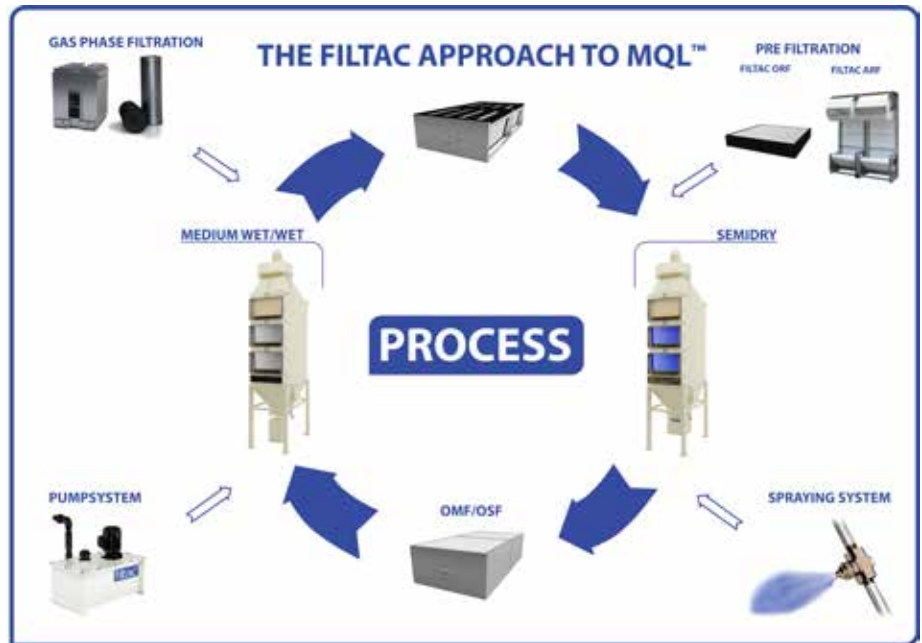 GAS PHASE FILTRATION
THE FILTAC APPROACH TO MQL™
PRE FILTRATION
FILTAC ORF
FILTAC ARF
MEDIUM WET/WET
SEMIDRY
PROCESS
PUMPSYSTEM
OMF/OSF
SPRAYING SYSTEM
FILTAC